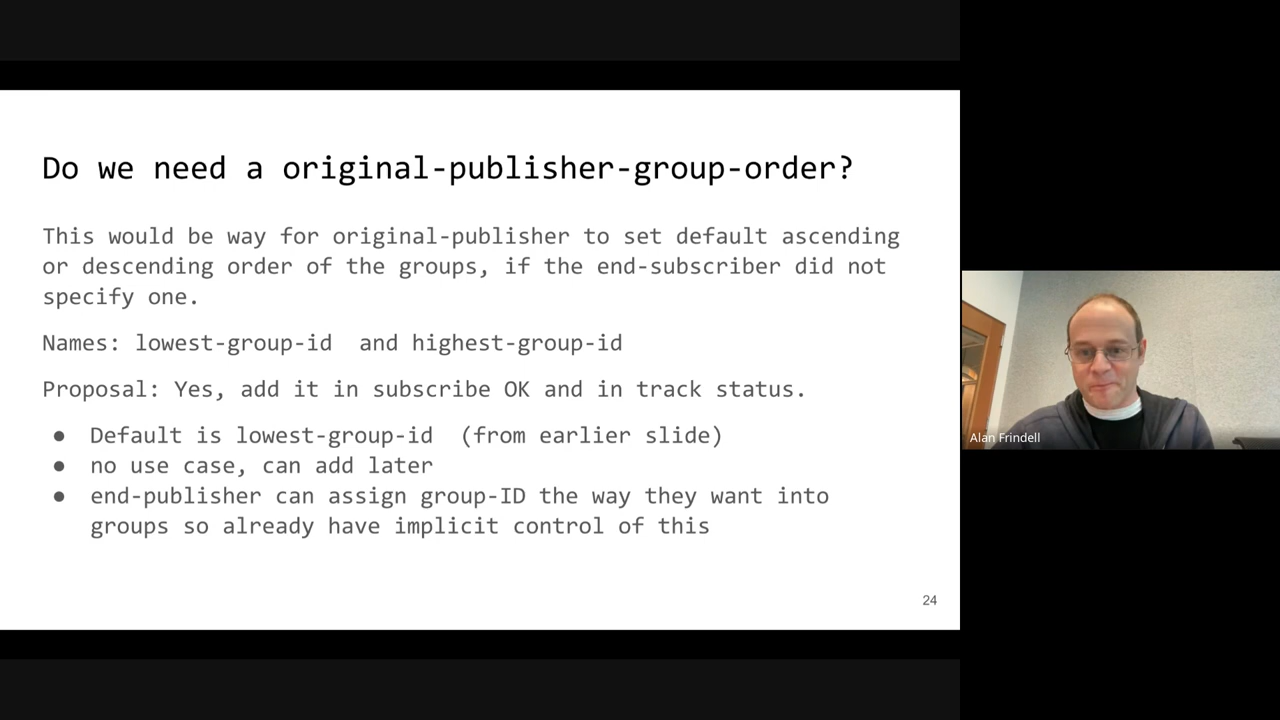 Do we need a original-publisher-group-order?
This would be way for original-publisher to set default ascending
or descending order of the groups, if the end-subscriber did not
specify one.
Names: lowest-group-id and highest-group-id
Proposal: Yes, add it in subscribe OK and in track status.
● Default is lowest-group-id (from earlier slide)
● no use case, can add later
● end-publisher can assign group-ID the way they want into
groups so already have implicit control of this
24
Alan Frindell